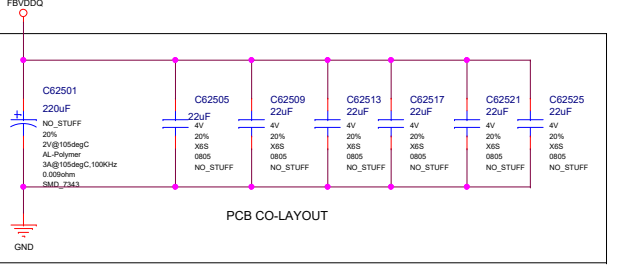 FBVDDQ
C62501
220uF
NO_STUFF
20%
2V@105degC
AL-Polymer
3A@105degC,100KHz
0.009ohm
SMD_7343
C62505
22uF
4V
20%
X6S
0805
NO_STUFF
C62509
22uF
4V
20%
X6S
0805
NO_STUFF
C62513
22uF
4V
20%
X6S
0805
NO_STUFF
C62517
22uF
4V
20%
X6S
0805
NO_STUFF
C62521
22uF
4V
20%
X6S
0805
NO_STUFF
C62525
22uF
4V
20%
X6S
0805
NO_STUFF
PCB CO-LAYOUT
GND